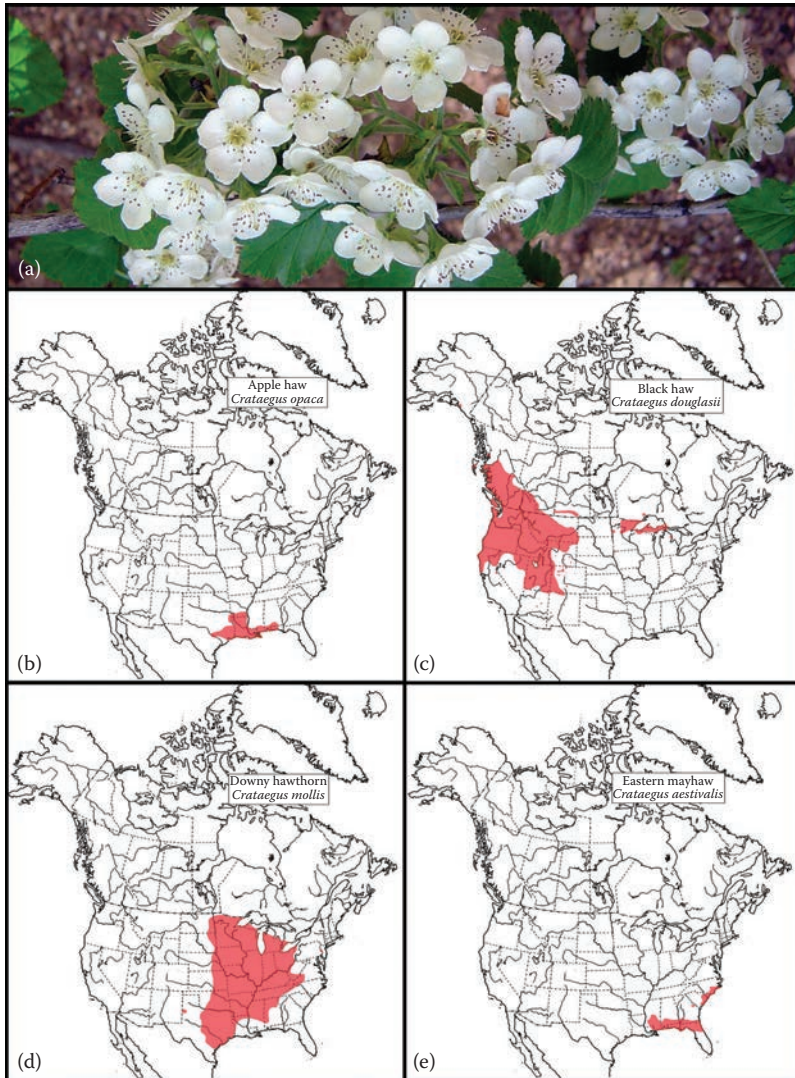 (a)
Apple haw
Crataegus opaca
(b)
Black haw
Crataegus douglasii
(c)
Downy hawthorn
Crataegus mollis
(d)
Eastern mayhaw
Crataegus aestivalis
(e)